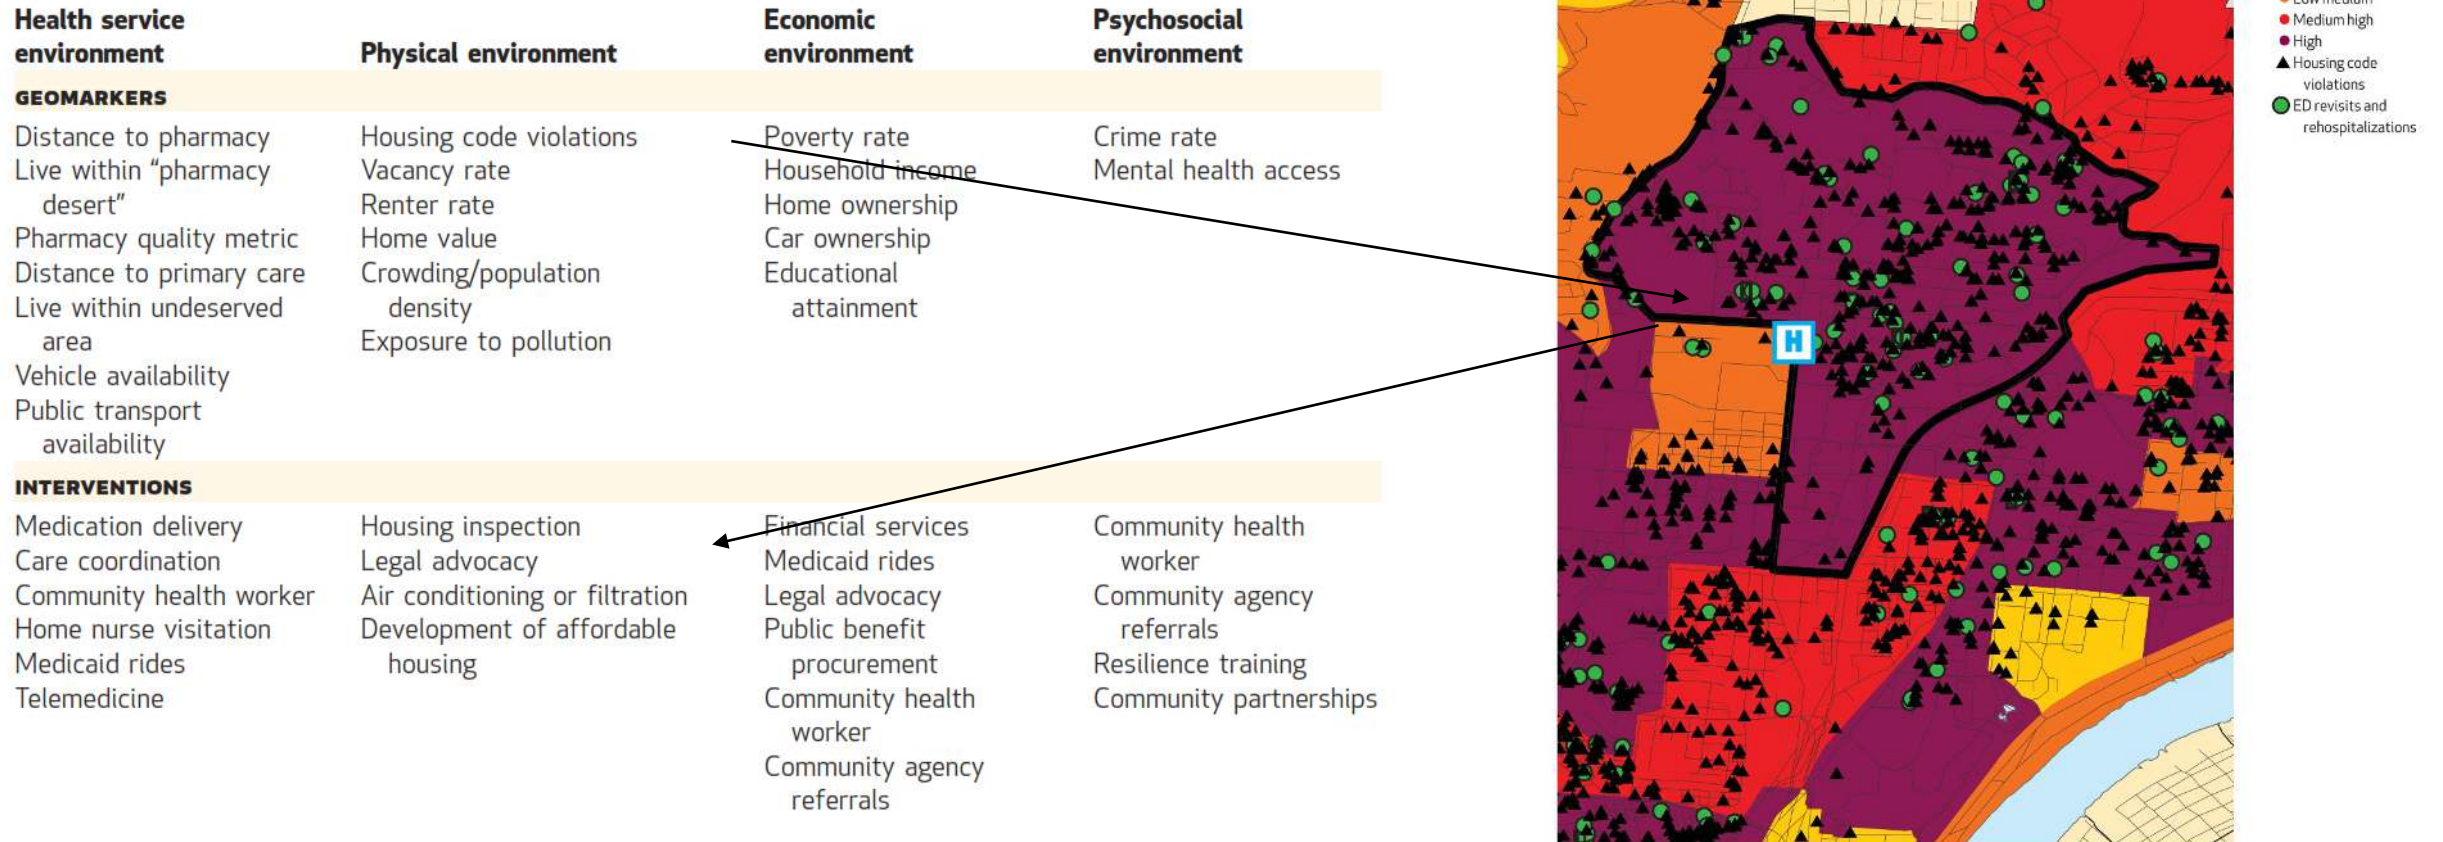 Health service
environment
Physical environment
Economic
environment
Psychosocial
environment
GEOMARKERS
Distance to pharmacy
Live within “pharmacy
desert”
Pharmacy quality metric
Distance to primary care
Live within undeserved
area
Vehicle availability
Public transport
availability
Housing code violations
Vacancy rate
Renter rate
Home value
Crowding/population
density
Exposure to pollution
Poverty rate
Household income
Home ownership
Car ownership
Educational
attainment
Crime rate
Mental health access
INTERVENTIONS
Medication delivery
Care coordination
Community health worker
Home nurse visitation
Medicaid rides
Telemedicine
Housing inspection
Legal advocacy
Air conditioning or filtration
Development of affordable
housing
Financial services
Medicaid rides
Legal advocacy
Public benefit
procurement
Community health
worker
Community agency
referrals
Community health
worker
Community agency
referrals
Resilience training
Community partnerships
H
Low medium
Medium high
High
Housing code
violations
ED revisits and
rehospitalizations